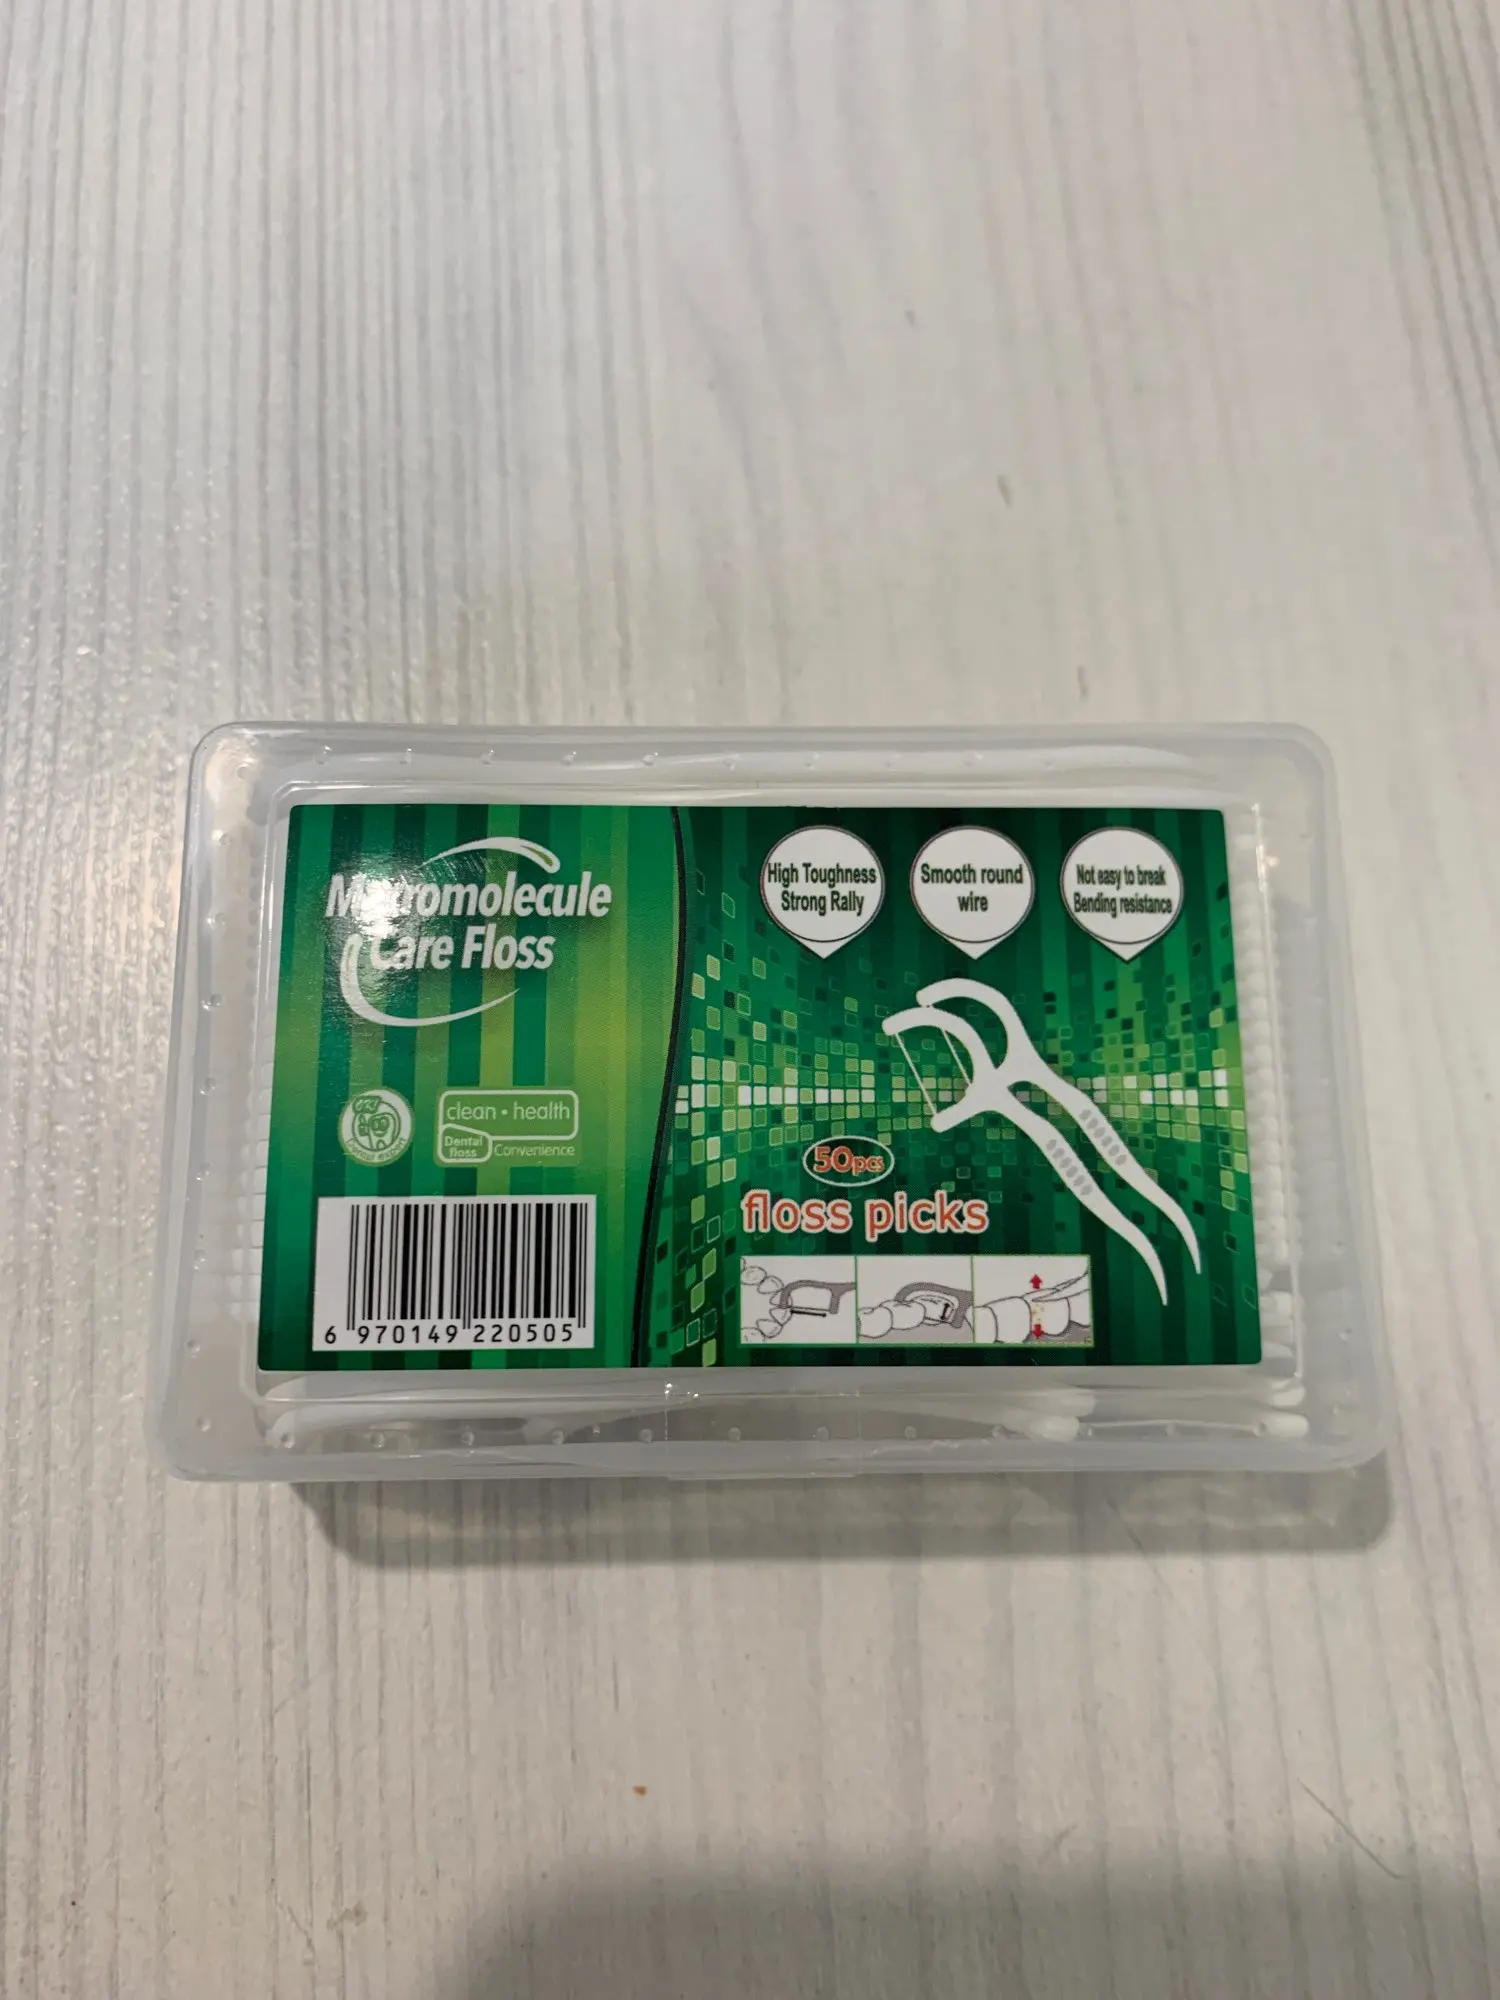 Macromolecule
Care Floss
clean • health
Dental
floss
Convenience
6 970149 220505
High Toughness
Strong Rally
Smooth round
wire
Not easy to break
Bending resistance
50pcs
floss picks